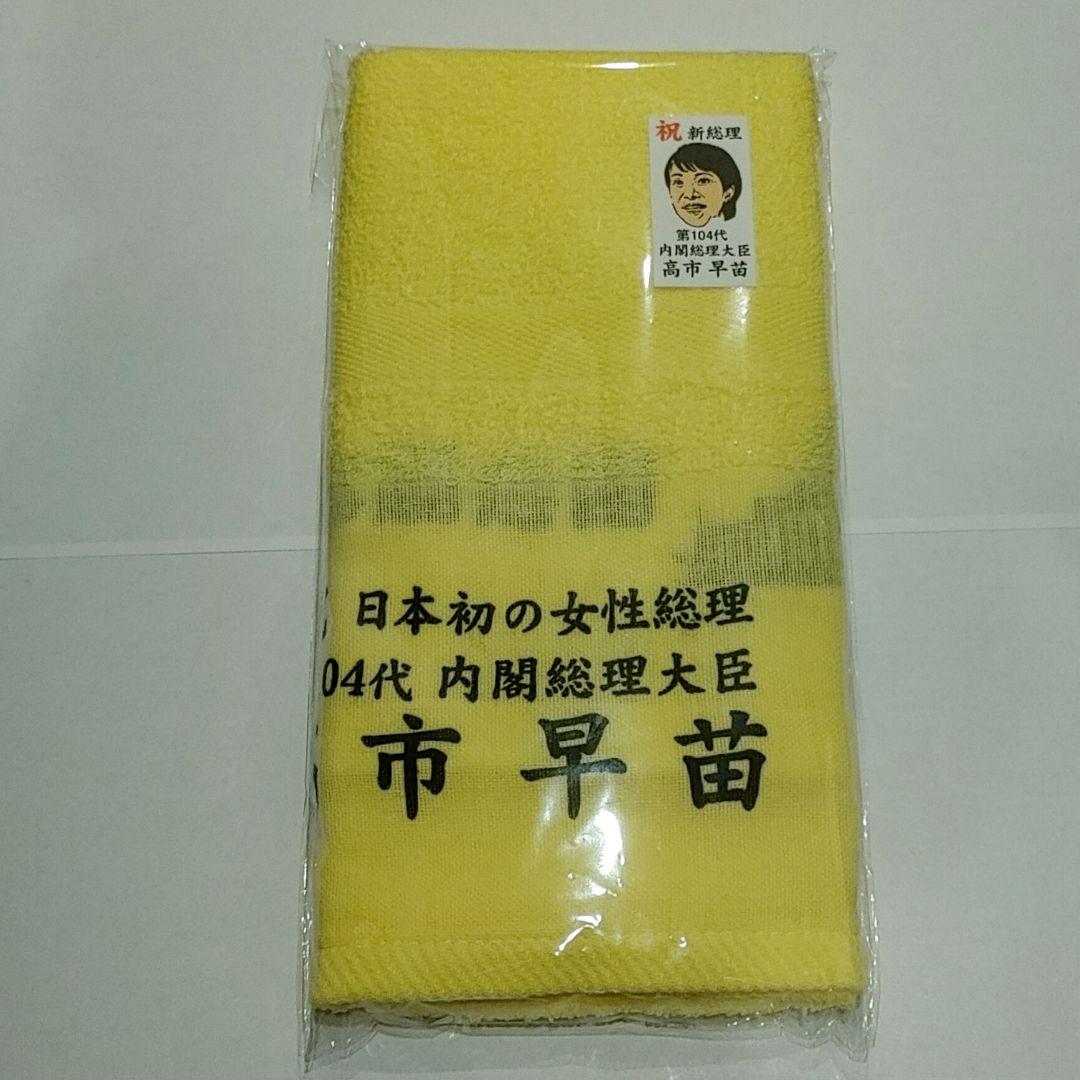 祝 新総理
第104代
内閣総理大臣
高市 早苗
日本初の女性総理
04代 内閣総理大臣
市 早 苗